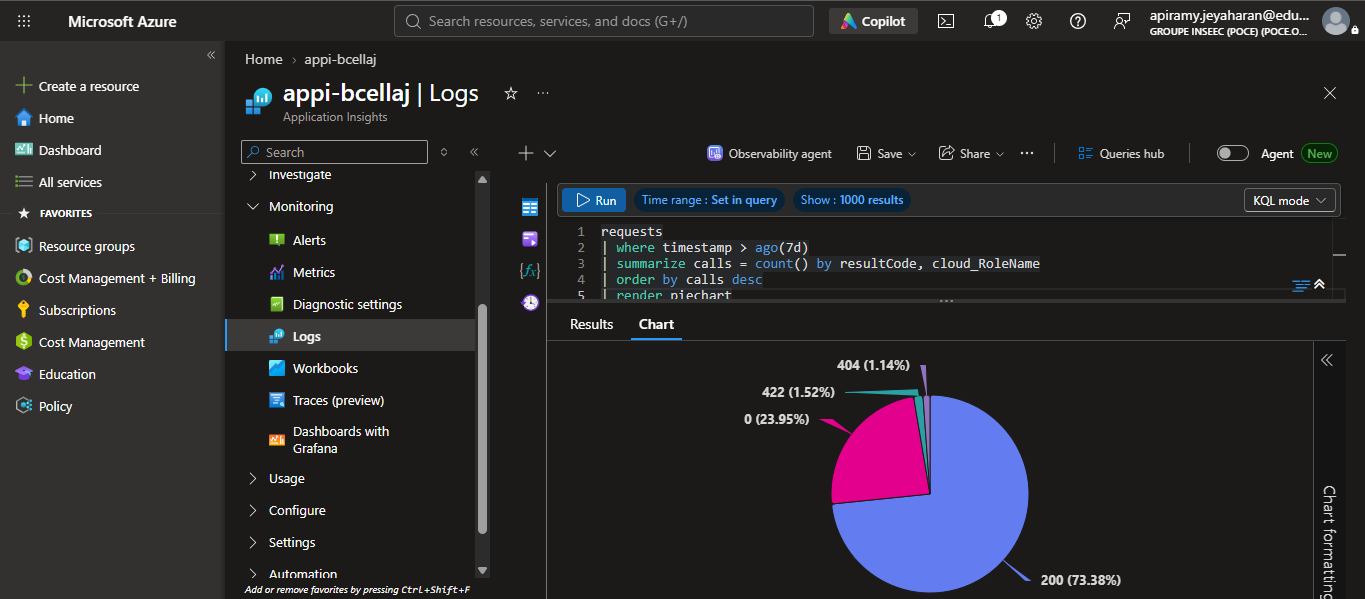 Microsoft Azure
Search resources, services, and docs (G+/)
Copilot
1
apiramy.jeyaharan@edu...
GROUPE INSEEC (POCE) (POCE.O...
Create a resource
Home
Dashboard
All services
FAVORITES
Resource groups
Cost Management + Billing
Subscriptions
Cost Management
Education
Policy
Home > appi-bcellaj
appi-bcellaj | Logs
Application Insights
Search
Investigate
Monitoring
Alerts
Metrics
Diagnostic settings
Logs
Workbooks
Traces (preview)
Dashboards with
Grafana
Usage
Configure
Settings
Automation
Add or remove favorites by pressing Ctrl+Shift+F
Observability agent
Save
Share
Queries hub
Agent
New
Run
Time range : Set in query
Show : 1000 results
KQL mode
1 requests
2 | where timestamp > ago(7d)
3 | summarize calls = count() by resultCode, cloud_RoleName
4 | order by calls desc
5 | render piechart
Results
Chart
404 (1.14%)
422 (1.52%)
0 (23.95%)
200 (73.38%)
Chart formatting